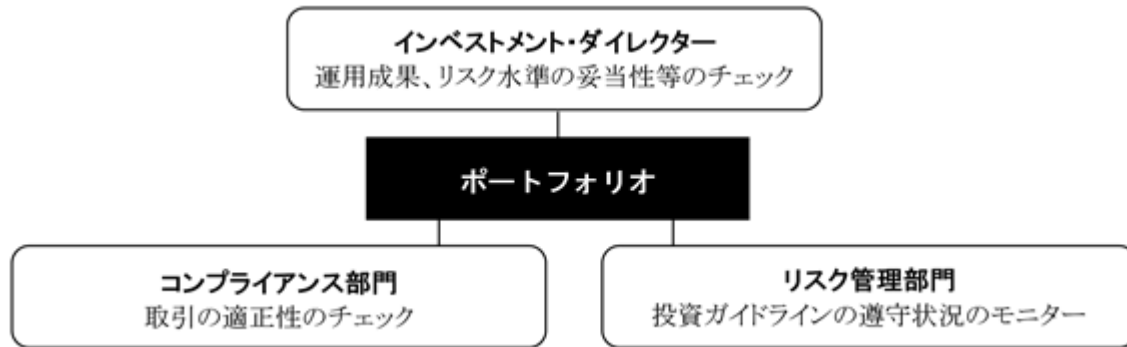 インベストメント・ダイレクター
運用成果、リスク水準の妥当性等のチェック
ポートフォリオ
コンプライアンス部門
取引の適正性のチェック
リスク管理部門
投資ガイドラインの遵守状況のモニター